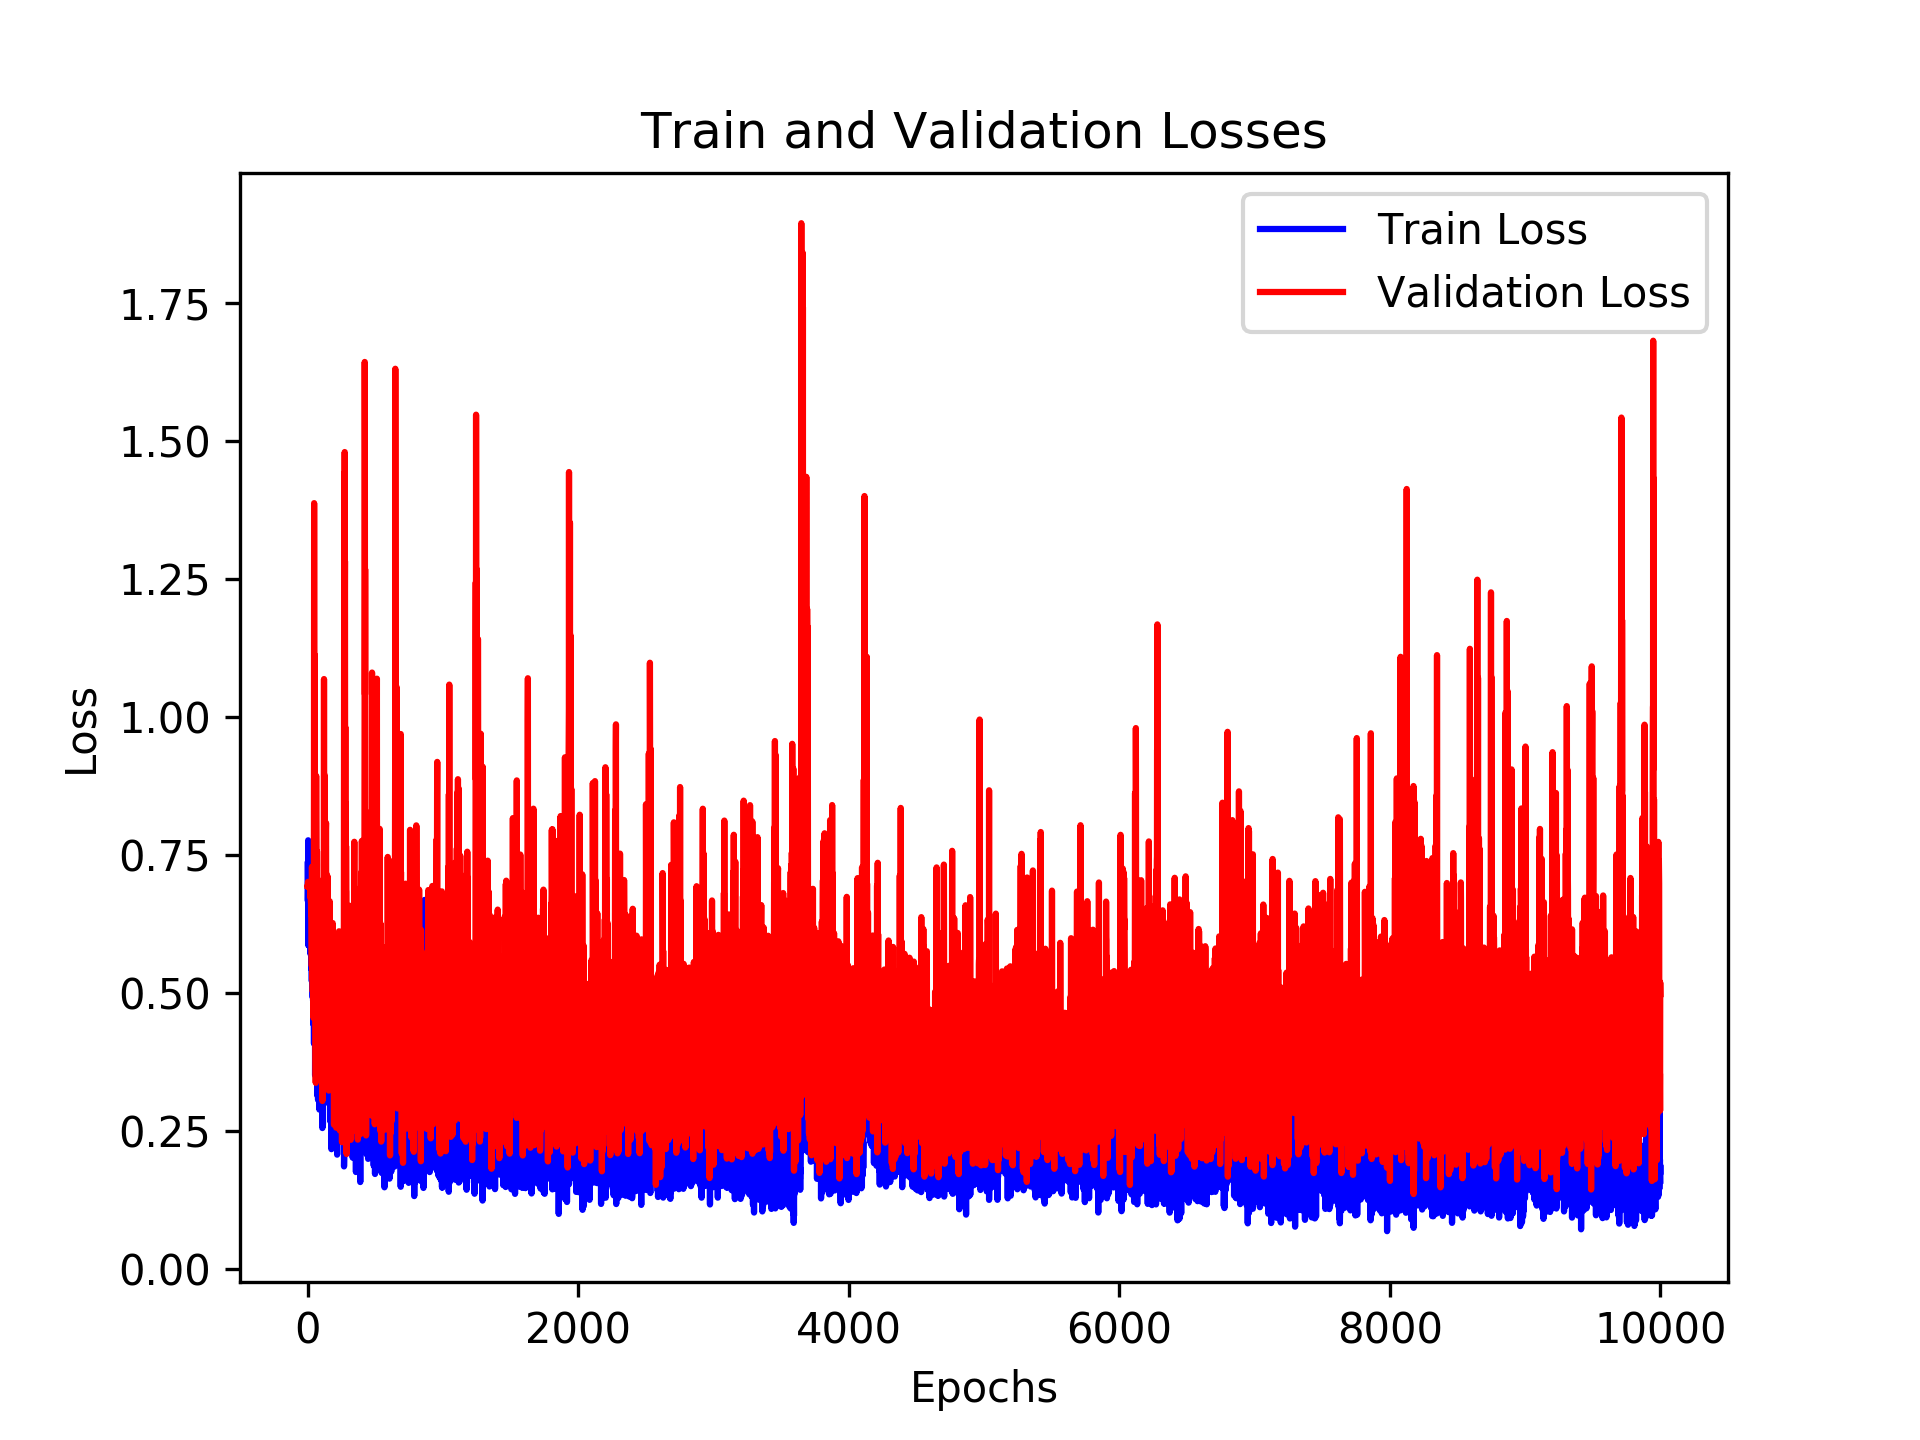 Train and Validation Losses
Train Loss
Validation Loss
1.75
1.50
1.25
1.00
0.75
0.50
0.25
0.00
Loss
0 2000 4000 6000 8000 10000
Epochs